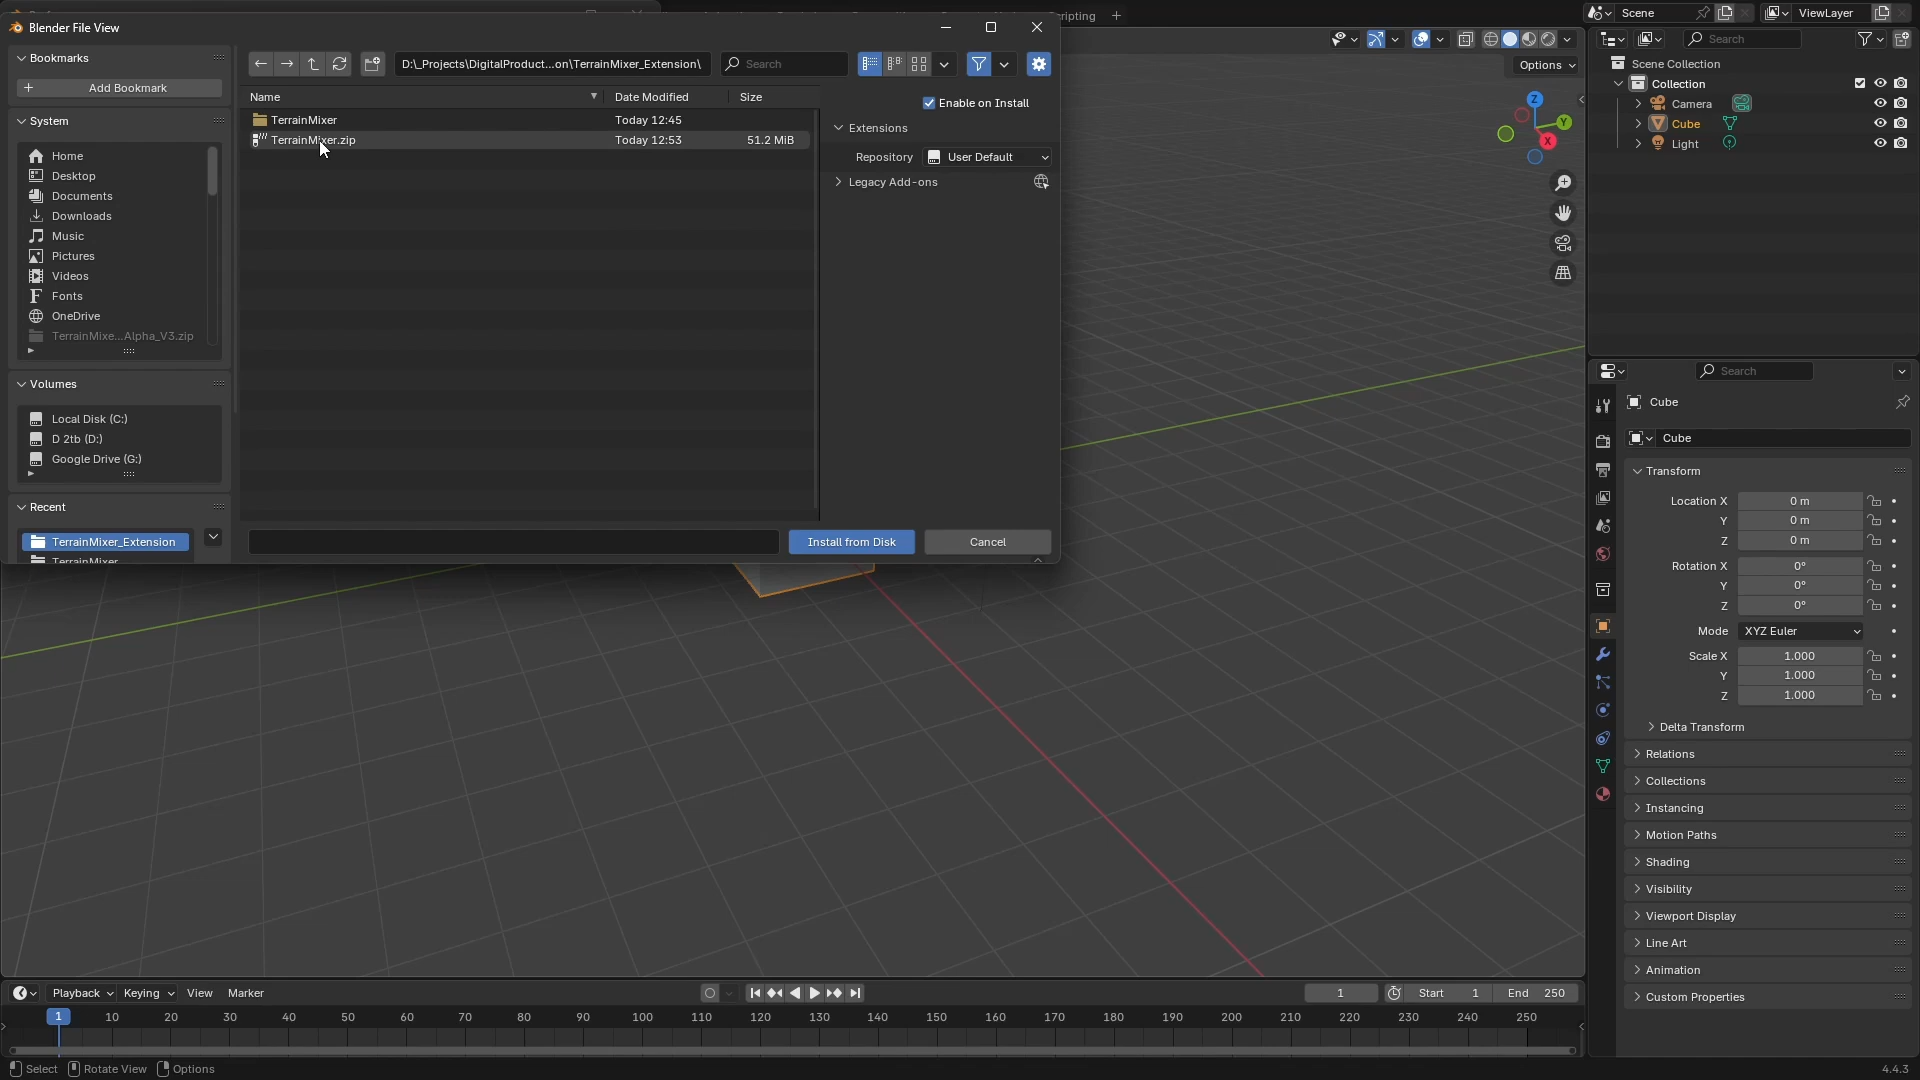 Blender File View
Scripting
Scene
ViewLayer
Bookmarks
D:\_Projects\DigitalProduct...on\TerrainMixer_Extension\
Search
Search
Options
Add Bookmark
Name
Date Modified
Size
Enable on Install
Scene Collection
Collection
System
TerrainMixer
Today 12:45
Extensions
Camera
TerrainMixer.zip
Today 12:53
51.2 MiB
Cube
Home
Repository
User Default
Light
Desktop
Legacy Add-ons
Documents
Downloads
Music
Pictures
Videos
Fonts
OneDrive
TerrainMixe...Alpha_V3.zip
Volumes
Search
Local Disk (C:)
Cube
D 2tb (D:)
Cube
Google Drive (G:)
Transform
Recent
Location X
0 m
Y
0 m
Z
0 m
TerrainMixer_Extension
Install from Disk
Cancel
TerrainMixer
Rotation X
0°
Y
0°
Z
0°
Mode
XYZ Euler
Scale X
1.000
Y
1.000
Z
1.000
Delta Transform
Relations
Collections
Instancing
Motion Paths
Shading
Visibility
Viewport Display
Line Art
Animation
Custom Properties
Z
Y
X
Playback
Keying
View
Marker
1
Start
1
End
250
1 10 20 30 40 50 60 70 80 90 100 110 120 130 140 150 160 170 180 190 200 210 220 230 240 250
Select
Rotate View
Options
4.4.3